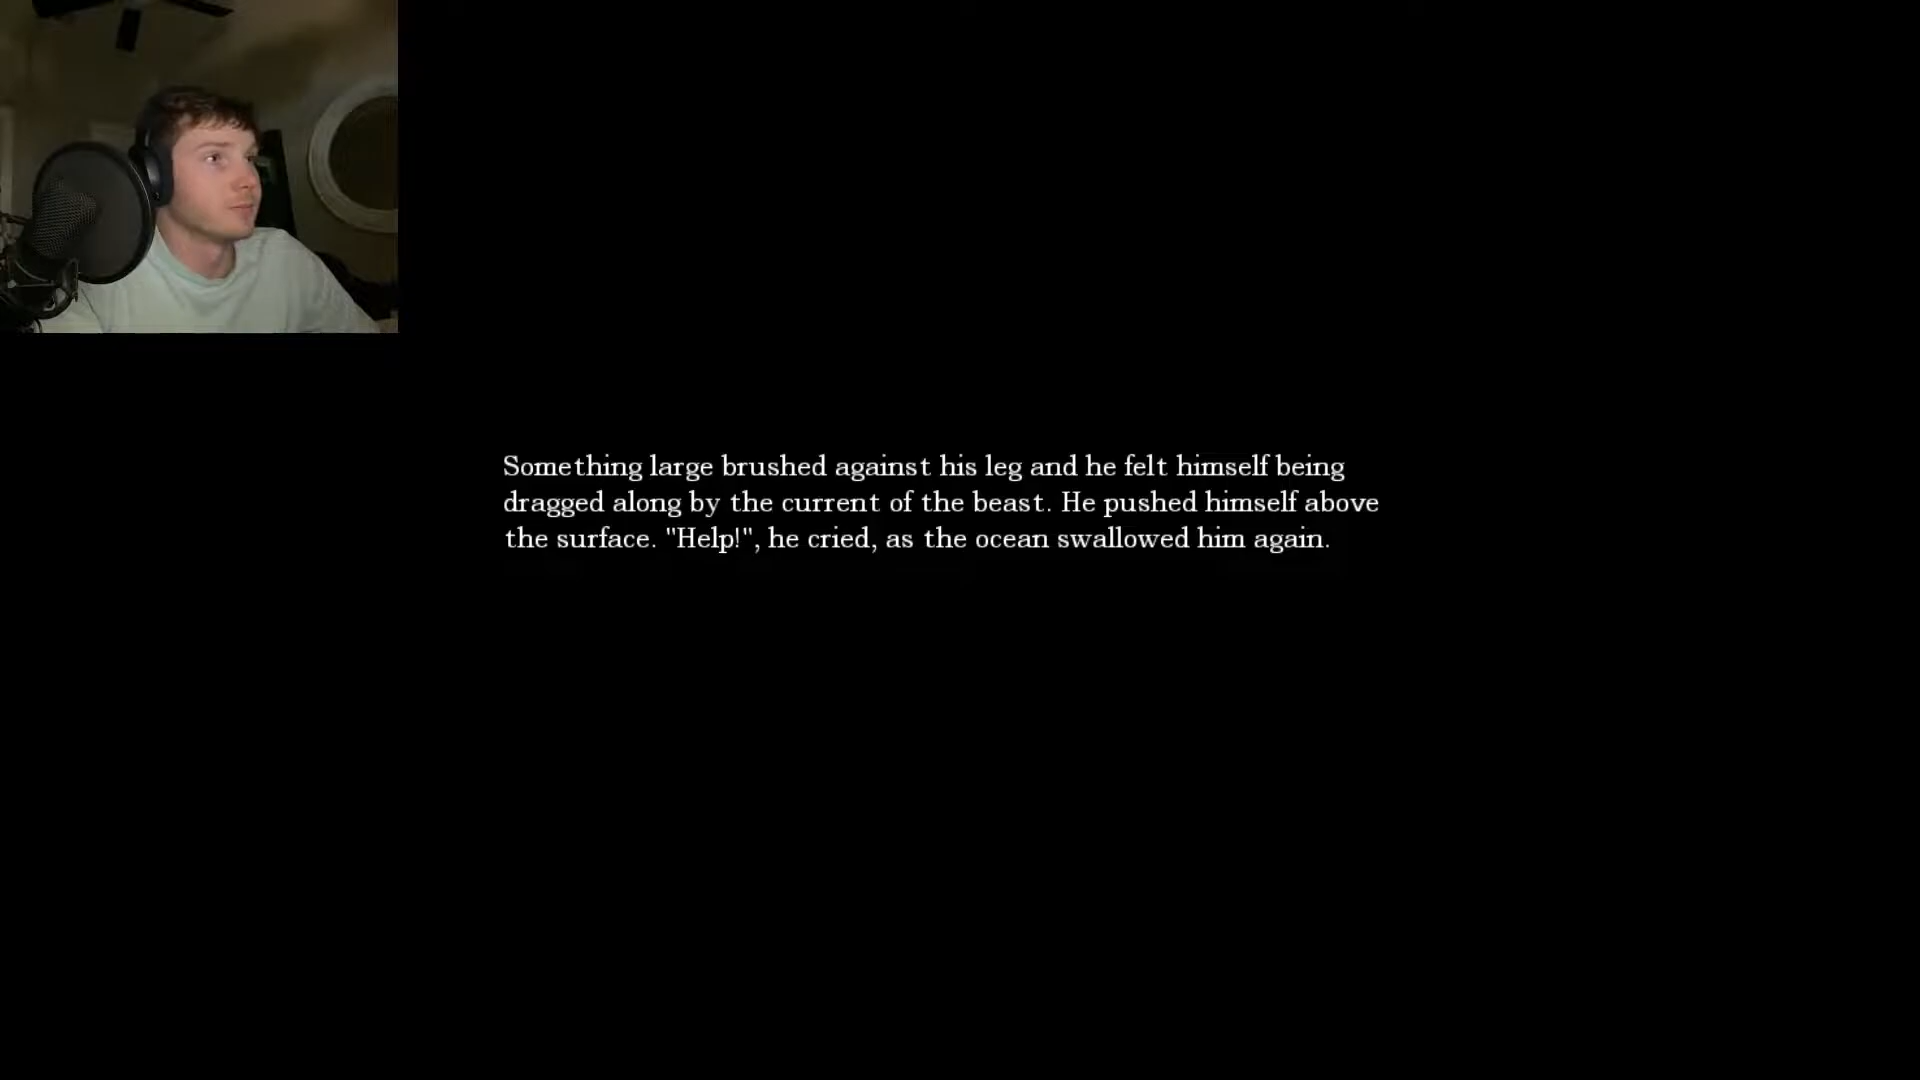 Something large brushed against his leg and he felt himself being
dragged along by the current of the beast. He pushed himself above
the surface. "Help!", he cried, as the ocean swallowed him again.